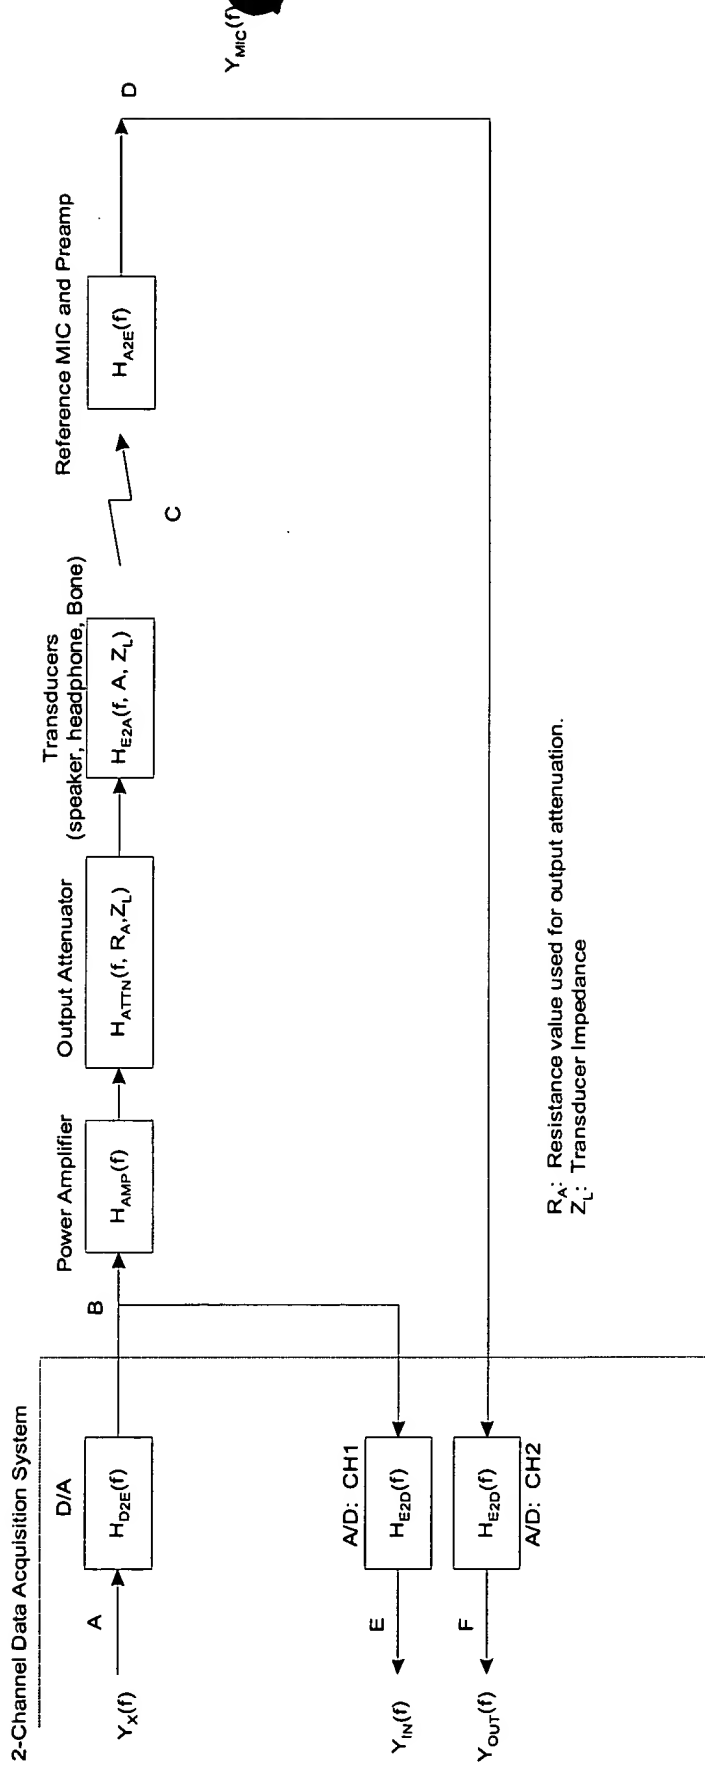 2-Channel Data Acquisition System
D/A
Y_X(f)
A
H_D2E(f)
B
Power Amplifier
H_AMP(f)
Output Attenuator
H_ATTN(f, R_A,Z_L)
Transducers
(speaker, headphone, Bone)
H_E2A(f, A, Z_L)
C
Reference MIC and Preamp
H_A2E(f)
D
Y_MIC(f)
A/D: CH1
Y_IN(f)
E
H_E2D(f)
Y_OUT(f)
F
H_E2D(f)
A/D: CH2
R_A: Resistance value used for output attenuation.
Z_L: Transducer Impedance